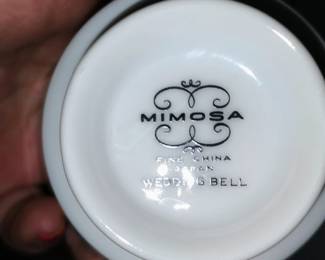 MIMOSA
FINE CHINA
JAPAN
WEDDING BELL